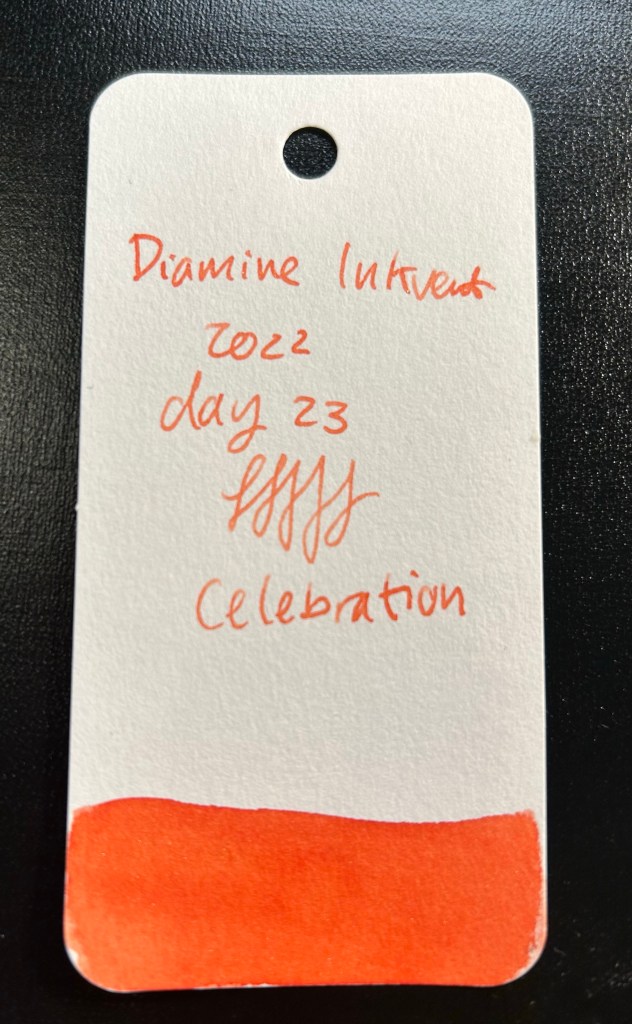 Diamine Inkvent
2022
day 23
Celebration